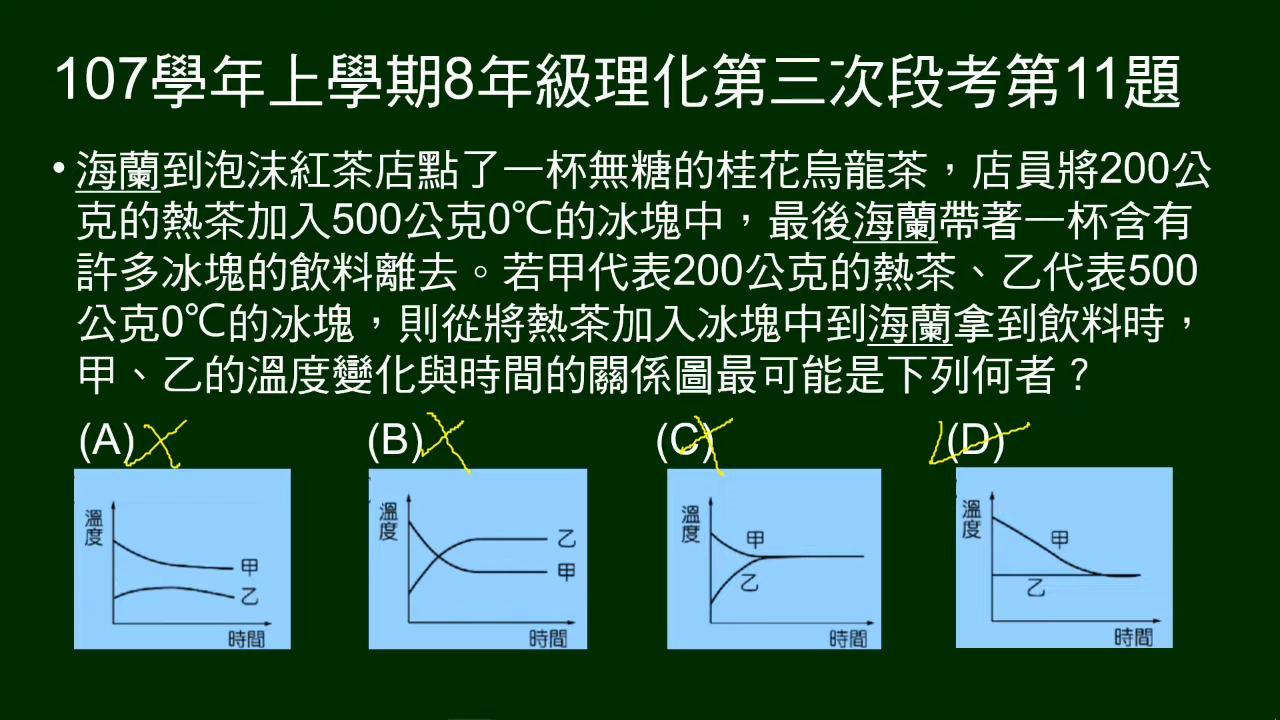 107學年上學期8年級理化第三次段考第11題
• 海蘭到泡沫紅茶店點了一杯無糖的桂花烏龍茶，店員將200公
克的熱茶加入500公克0℃的冰塊中，最後海蘭帶著一杯含有
許多冰塊的飲料離去。若甲代表200公克的熱茶、乙代表500
公克0℃的冰塊，則從將熱茶加入冰塊中到海蘭拿到飲料時，
甲、乙的溫度變化與時間的關係圖最可能是下列何者？
(A) (B) (C) (D)
溫度 甲 乙 時間
溫度 乙 甲 時間
溫度 甲 乙 時間
溫度 甲 乙 時間